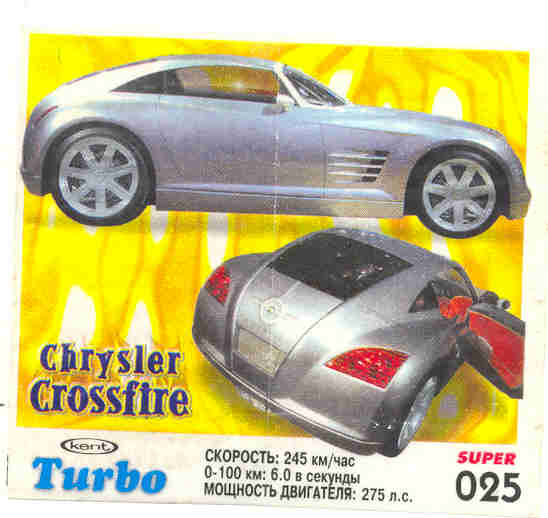 Chrysler
Crossfire
kent
Turbo
СКОРОСТЬ: 245 км/час
0-100 км: 6.0 в секунды
МОЩНОСТЬ ДВИГАТЕЛЯ: 275 л.с.
SUPER
025